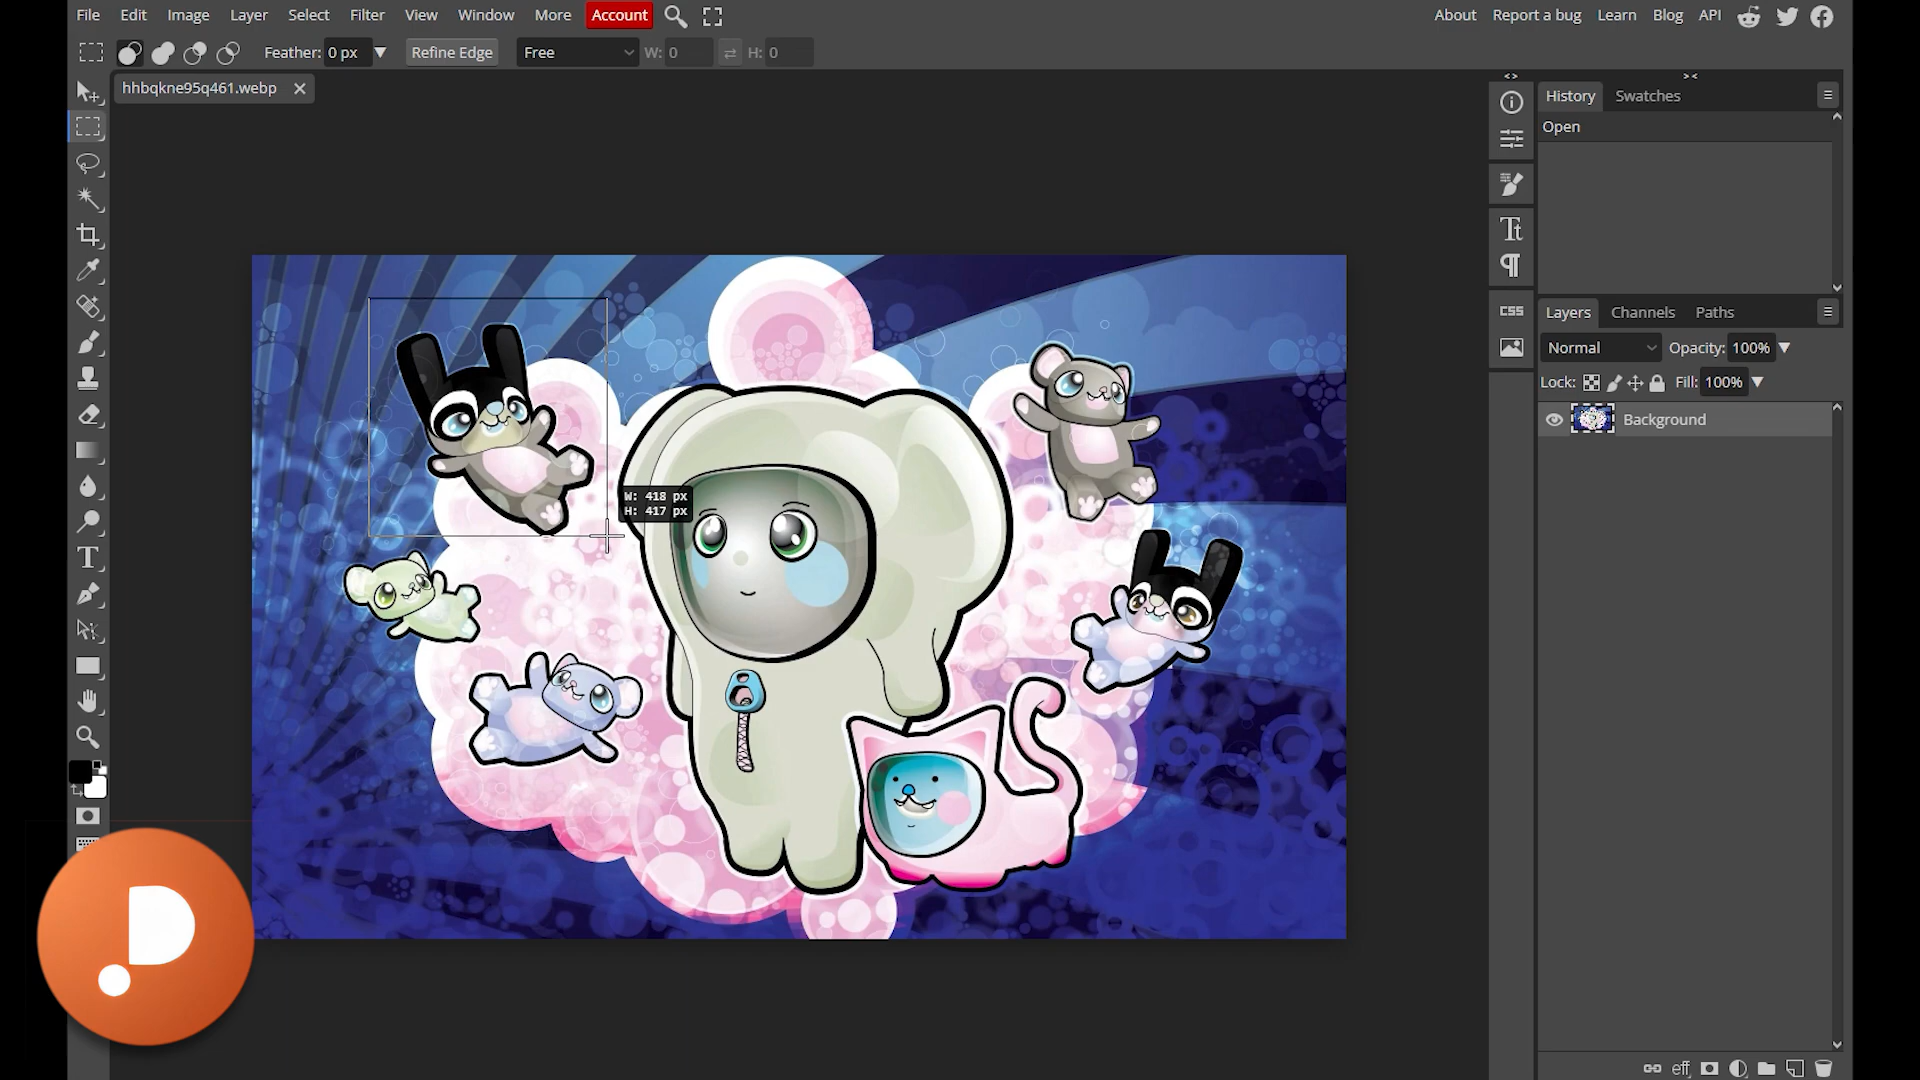 File Edit Image Layer Select Filter View Window More Account About Report a bug Learn Blog API
Feather: 0 px Refine Edge Free W: 0 H: 0
hhbqkne95q461.webp
History Swatches
Open
Layers Channels Paths
Normal Opacity: 100%
Lock: Fill: 100%
Background
CSS
W: 418 px
H: 417 px
eff